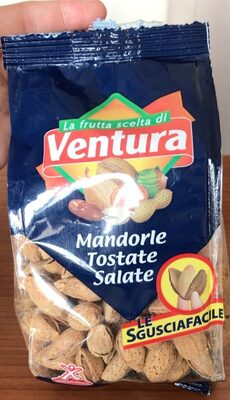 La frutta scelta di
Ventura
Mandorle
Tostate
Salate
LE
SGUSCIAFACILE